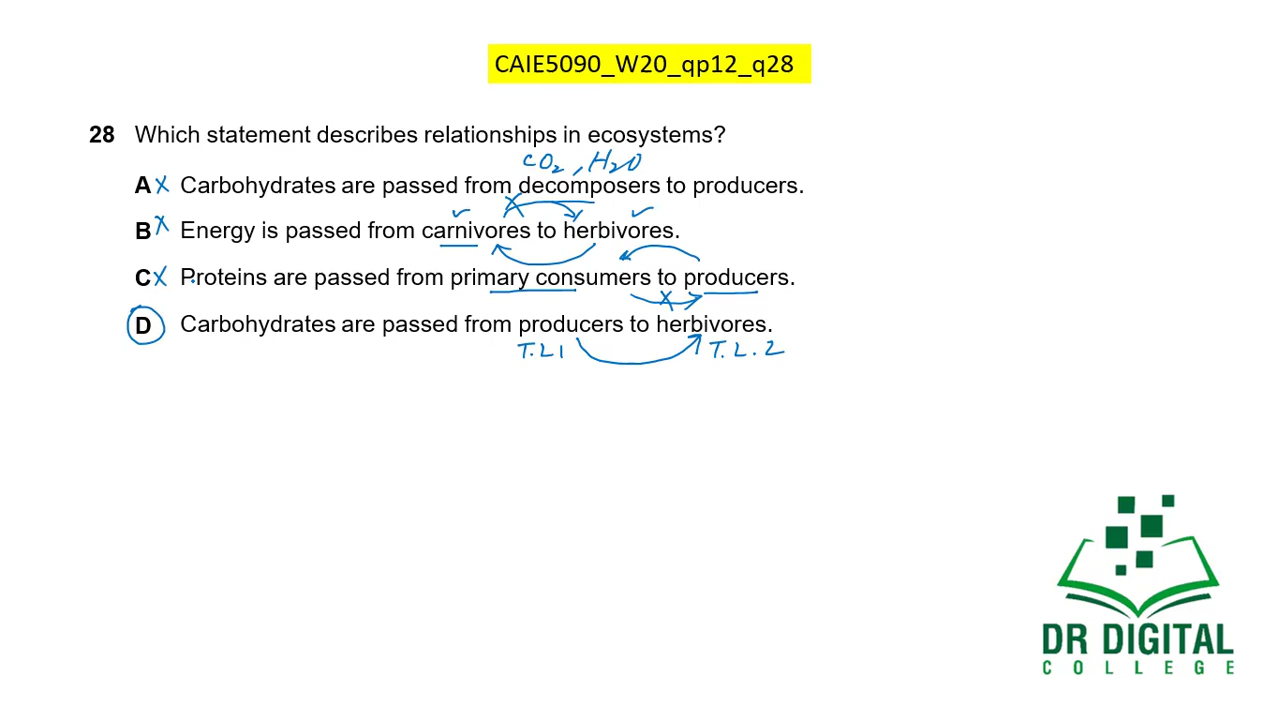 CAIE5090_W20_qp12_q28
28 Which statement describes relationships in ecosystems?
CO2, H2O
A X Carbohydrates are passed from decomposers to producers.
B X Energy is passed from carnivores to herbivores.
C X Proteins are passed from primary consumers to producers.
D Carbohydrates are passed from producers to herbivores.
T.L1 T.L.2
DR DIGITAL
COLLEGE